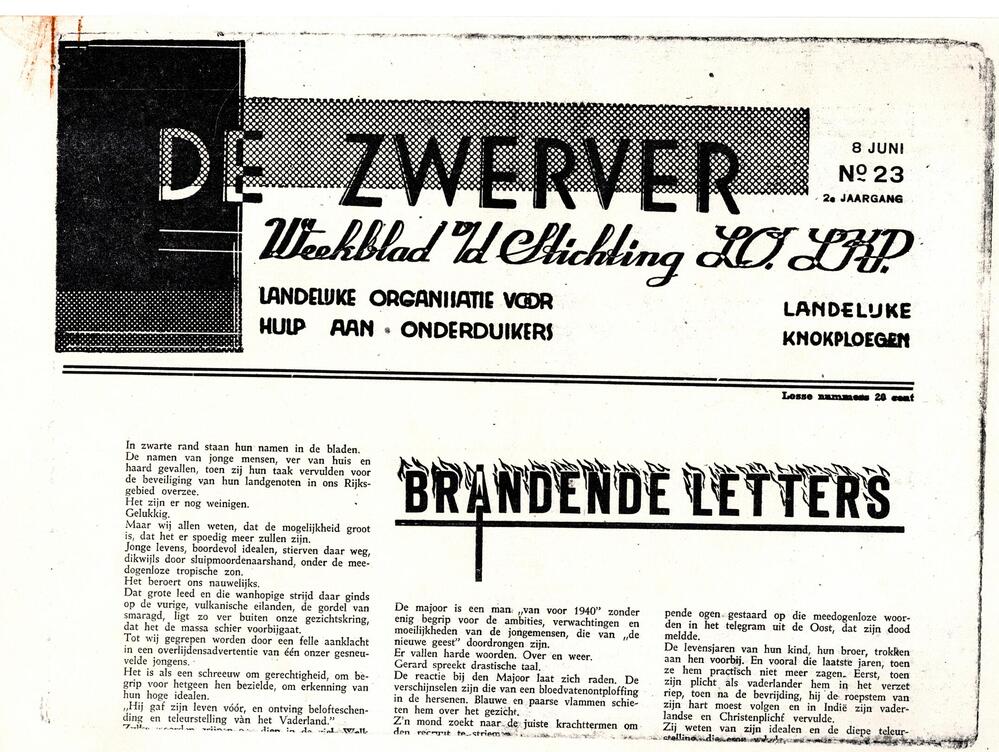 DE ZWERVER
8 JUNI
Nº 23
2e JAARGANG
Weekblad v/d Stichting LO. LKP.
LANDELIJKE ORGANISATIE VOOR
HULP AAN ONDERDUIKERS
LANDELIJKE
KNOKPLOEGEN
Losse nummers 20 cent
In zwarte rand staan hun namen in de bladen.
De namen van jonge mensen, ver van huis en
haard gevallen, toen zij hun taak vervulden voor
de beveiliging van hun landgenoten in ons Rijks-
gebied overzee.
Het zijn er nog weinigen.
Gelukkig.
Maar wij allen weten, dat de mogelijkheid groot
is, dat het er spoedig meer zullen zijn.
Jonge levens, boordevol idealen, stierven daar weg,
dikwijls door sluipmoordenaarshand, onder de mee-
dogenloze tropische zon.
Het beroert ons nauwelijks.
Dat grote leed en die wanhopige strijd daar ginds
op de vurige, vulkanische eilanden, de gordel van
smaragd, ligt zo ver buiten onze gezichtskring,
dat het de massa schier voorbijgaat.
Tot wij gegrepen worden door een felle aanklacht
in een overlijdensadvertentie van één onzer gesneu-
velde jongens.
Het is als een schreeuw om gerechtigheid, om be-
grip voor hetgeen hen bezielde, om erkenning van
hun hoge idealen.
„Hij gaf zijn leven vóór, en ontving beloftescHen-
ding en teleurstelling vàn het Vaderland."
BRANDENDE LETTERS
De majoor is een man „van voor 1940" zonder
enig begrip voor de ambities, verwachtingen en
moeilijkheden van de jongemensen, die van „de
nieuwe geest" doordrongen zijn.
Er vallen harde woorden. Over en weer.
Gerard spreekt drastische taal.
De reactie bij den Majoor laat zich raden. De
verschijnselen zijn die van een bloedvatenontploffing
in de hersenen. Blauwe en paarse vlammen schie-
ten hem over het gezicht.
Z'n mond zoekt naar de juiste krachttermen om
den recruut te striemen
pende ogen gestaard op die meedogenloze woor-
den in het telegram uit de Oost, dat zijn dood
meldde.
De levensjaren van hun kind, hun broer, trokken
aan hen voorbij. En vooral die laatste jaren, toen
ze hem practisch niet meer zagen. Eerst, toen
zijn plicht als vaderlander hem in het verzet
riep, toen na de bevrijding, hij de roepstem van
zijn hart moest volgen en in Indië zijn vader-
landse en Christenplicht vervulde.
Zij weten van zijn idealen en de diepe teleur-
stelling, die